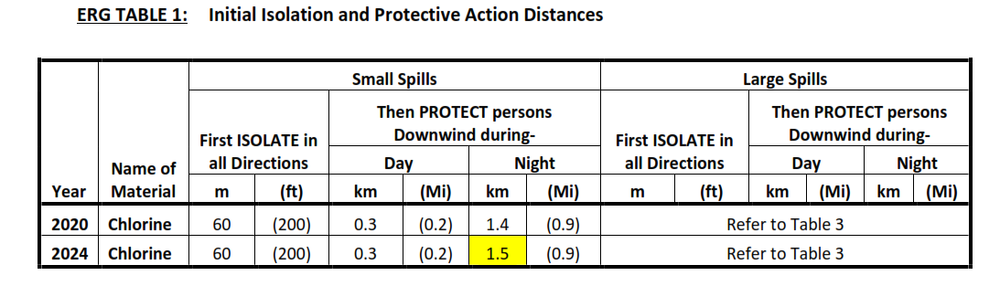 ERG TABLE 1: Initial Isolation and Protective Action Distances
Small Spills Large Spills
Then PROTECT persons Then PROTECT persons
Downwind during- Downwind during-
First ISOLATE in First ISOLATE in
all Directions Day Night all Directions Day Night
Name of
Year Material m (ft) km (Mi) km (Mi) m (ft) km (Mi) km (Mi)
2020 Chlorine 60 (200) 0.3 (0.2) 1.4 (0.9) Refer to Table 3
2024 Chlorine 60 (200) 0.3 (0.2) 1.5 (0.9) Refer to Table 3